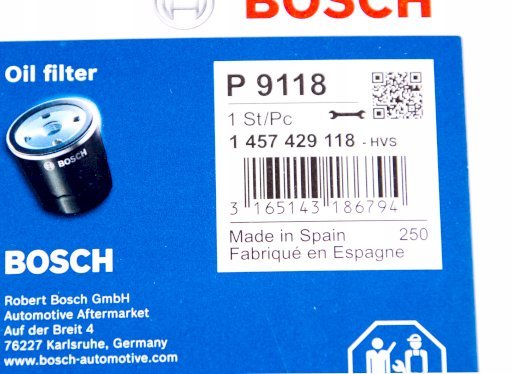 BOSCH
Oil filter
BOSCH
P 9118
1 St/Pc
1 457 429 118 - HVS
3 165143 186794
Made in Spain 250
Fabriqué en Espagne
BOSCH
Robert Bosch GmbH
Automotive Aftermarket
Auf der Breit 4
76227 Karlsruhe, Germany
www.bosch-automotive.com